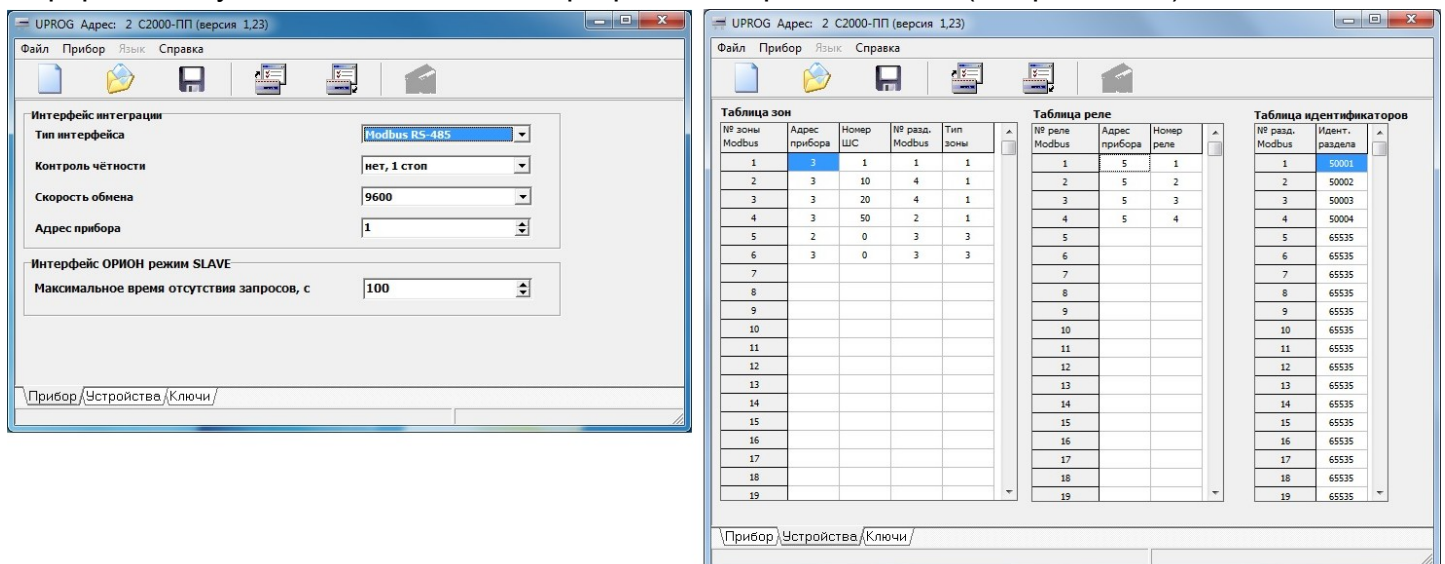 UPROG Адрес: 2 С2000-ПП (версия 1,23)
Файл Прибор Язык Справка
Интерфейс интеграции
Тип интерфейса Modbus RS-485
Контроль чётности нет, 1 стоп
Скорость обмена 9600
Адрес прибора 1
Интерфейс ОРИОН режим SLAVE
Максимальное время отсутствия запросов, с 100
Прибор Устройства Ключи
UPROG Адрес: 2 С2000-ПП (версия 1,23)
Файл Прибор Язык Справка
Таблица зон
№ зоны Адрес Номер № разд. Тип
Modbus прибора ШС Modbus зоны
1 3 1 1 1
2 3 10 4 1
3 3 20 4 1
4 3 50 2 1
5 2 0 3 3
6 3 0 3 3
7
8
9
10
11
12
13
14
15
16
17
18
19
Таблица реле
№ реле Адрес Номер
Modbus прибора реле
1 5 1
2 5 2
3 5 3
4 5 4
5
6
7
8
9
10
11
12
13
14
15
16
17
18
19
Таблица идентификаторов
№ разд. Идент.
Modbus раздела
1 50001
2 50002
3 50003
4 50004
5 65535
6 65535
7 65535
8 65535
9 65535
10 65535
11 65535
12 65535
13 65535
14 65535
15 65535
16 65535
17 65535
18 65535
19 65535
Прибор Устройства Ключи